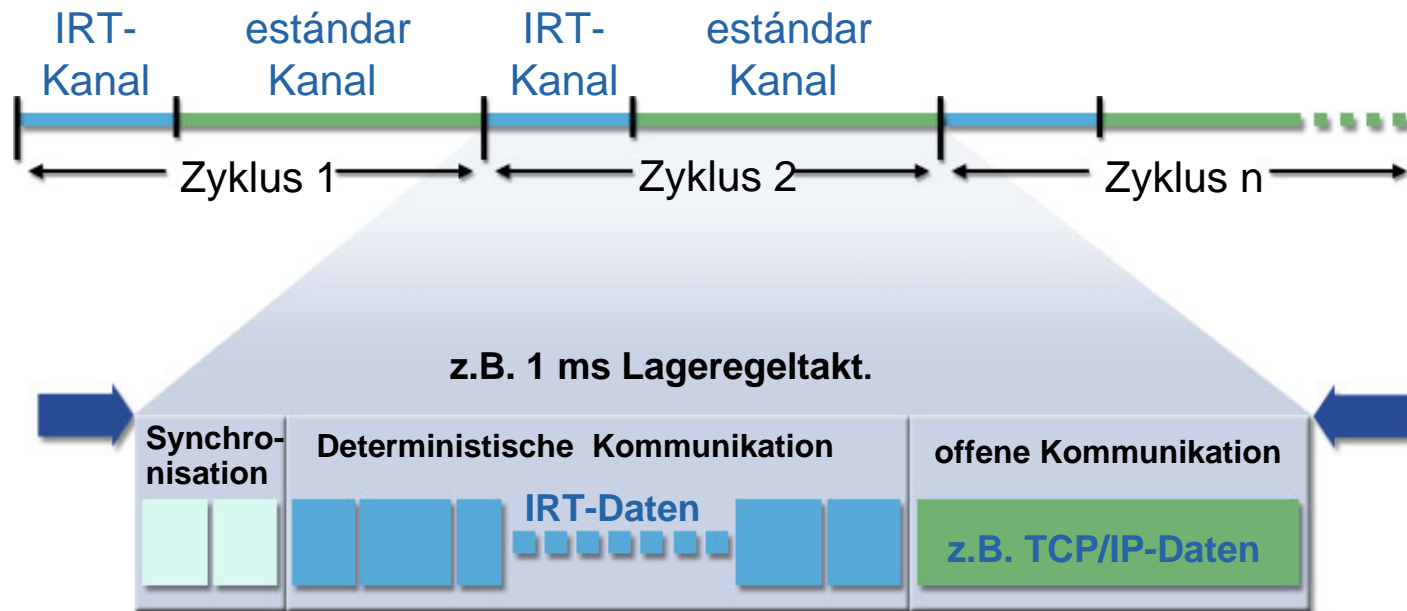 IRT-
Kanal
estándar
Kanal
IRT-
Kanal
estándar
Kanal
Zyklus 1
Zyklus 2
Zyklus n
z.B. 1 ms Lageregeltakt.
Synchro-
nisation
Deterministische Kommunikation
offene Kommunikation
IRT-Daten
z.B. TCP/IP-Daten